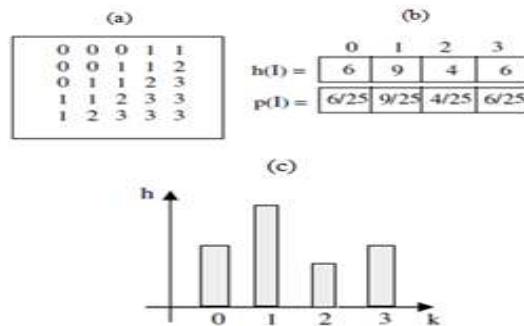 (a)
0 0 0 1 1
0 0 1 1 2
0 1 1 2 3
1 1 2 3 3
1 2 3 3 3
(b)
0 1 2 3
h(I) = 6 9 4 6
p(I) = 6/25 9/25 4/25 6/25
(c)
h
0 1 2 3 k